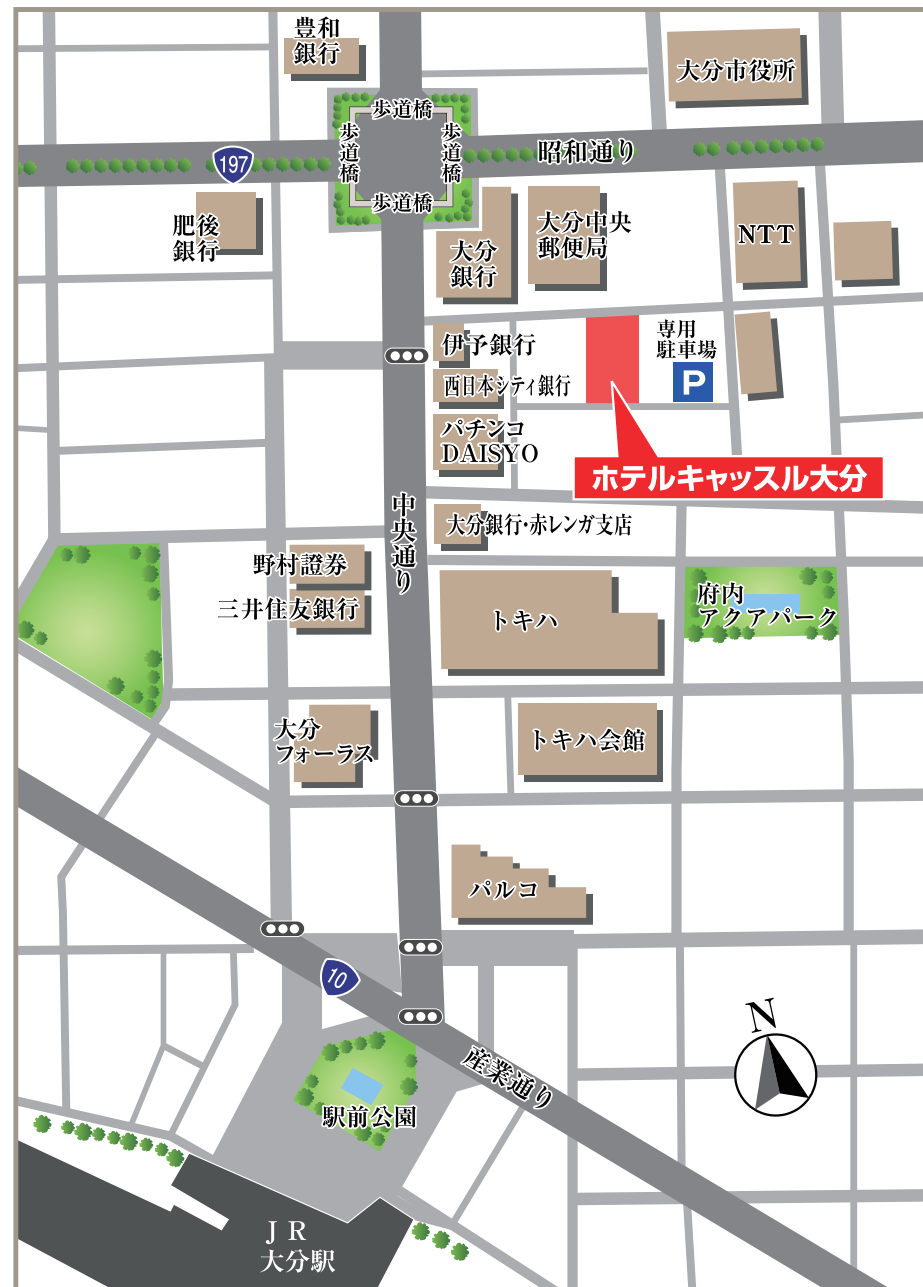 豊和
銀行
大分市役所
歩道橋
歩道橋
歩道橋
歩道橋
昭和通り
197
肥後
銀行
大分
銀行
大分中央
郵便局
NTT
伊予銀行
専用
駐車場
P
西日本シティ銀行
パチンコ
DAISYO
ホテルキャッスル大分
中央通り
大分銀行・赤レンガ支店
野村證券
三井住友銀行
トキハ
府内
アクアパーク
大分
フォーラス
トキハ会館
パルコ
10
N
産業通り
駅前公園
JR
大分駅